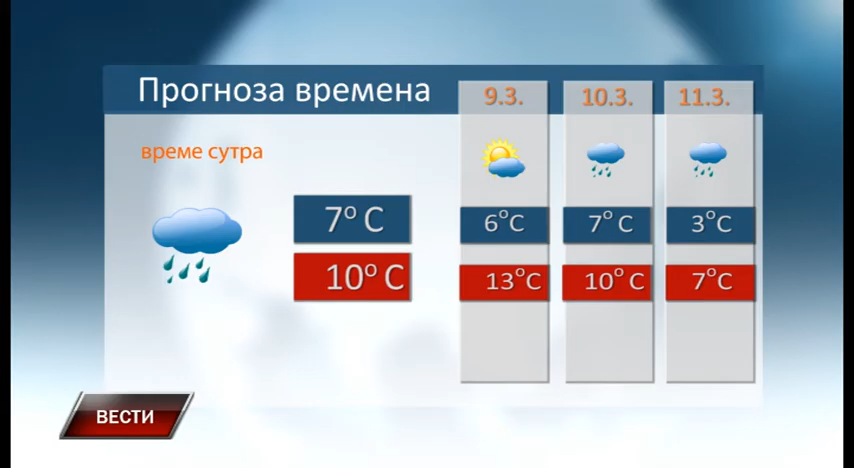 Прогноза времена
9.3.
10.3.
11.3.
време сутра
7° C
10° C
6°C
7° C
3°C
13°C
10° C
7°C
ВЕСТИ